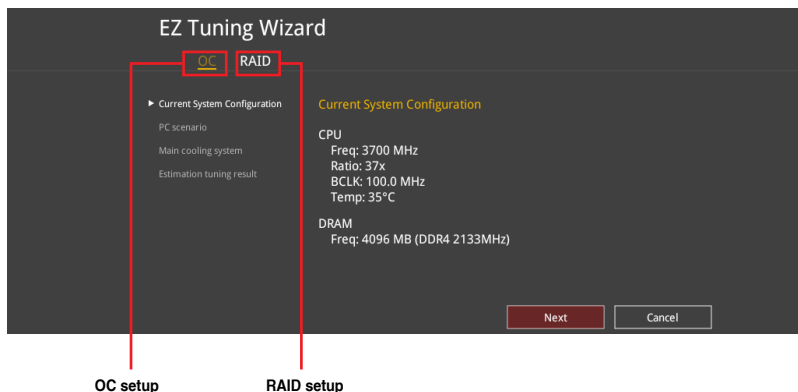 EZ Tuning Wizard
OC RAID
Current System Configuration
PC scenario
Main cooling system
Estimation tuning result
Current System Configuration
CPU
Freq: 3700 MHz
Ratio: 37x
BCLK: 100.0 MHz
Temp: 35°C
DRAM
Freq: 4096 MB (DDR4 2133MHz)
Next Cancel
OC setup RAID setup